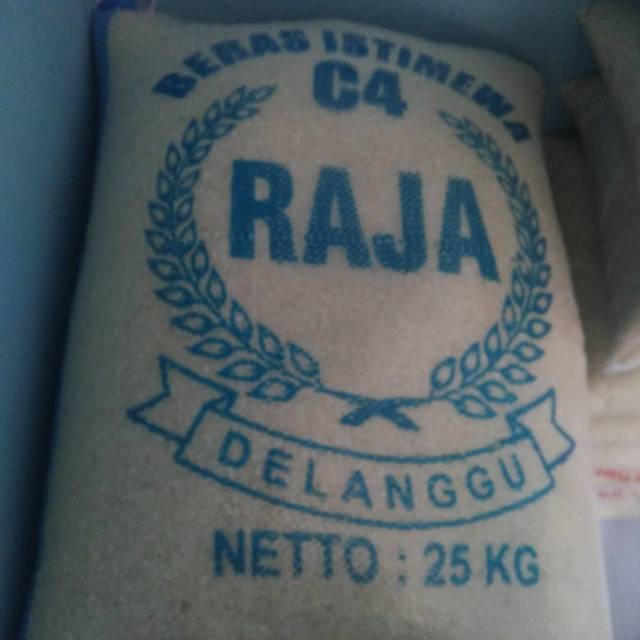 BERAS ISTIMEWA
C4
RAJA
DELANGGU
NETTO : 25 KG